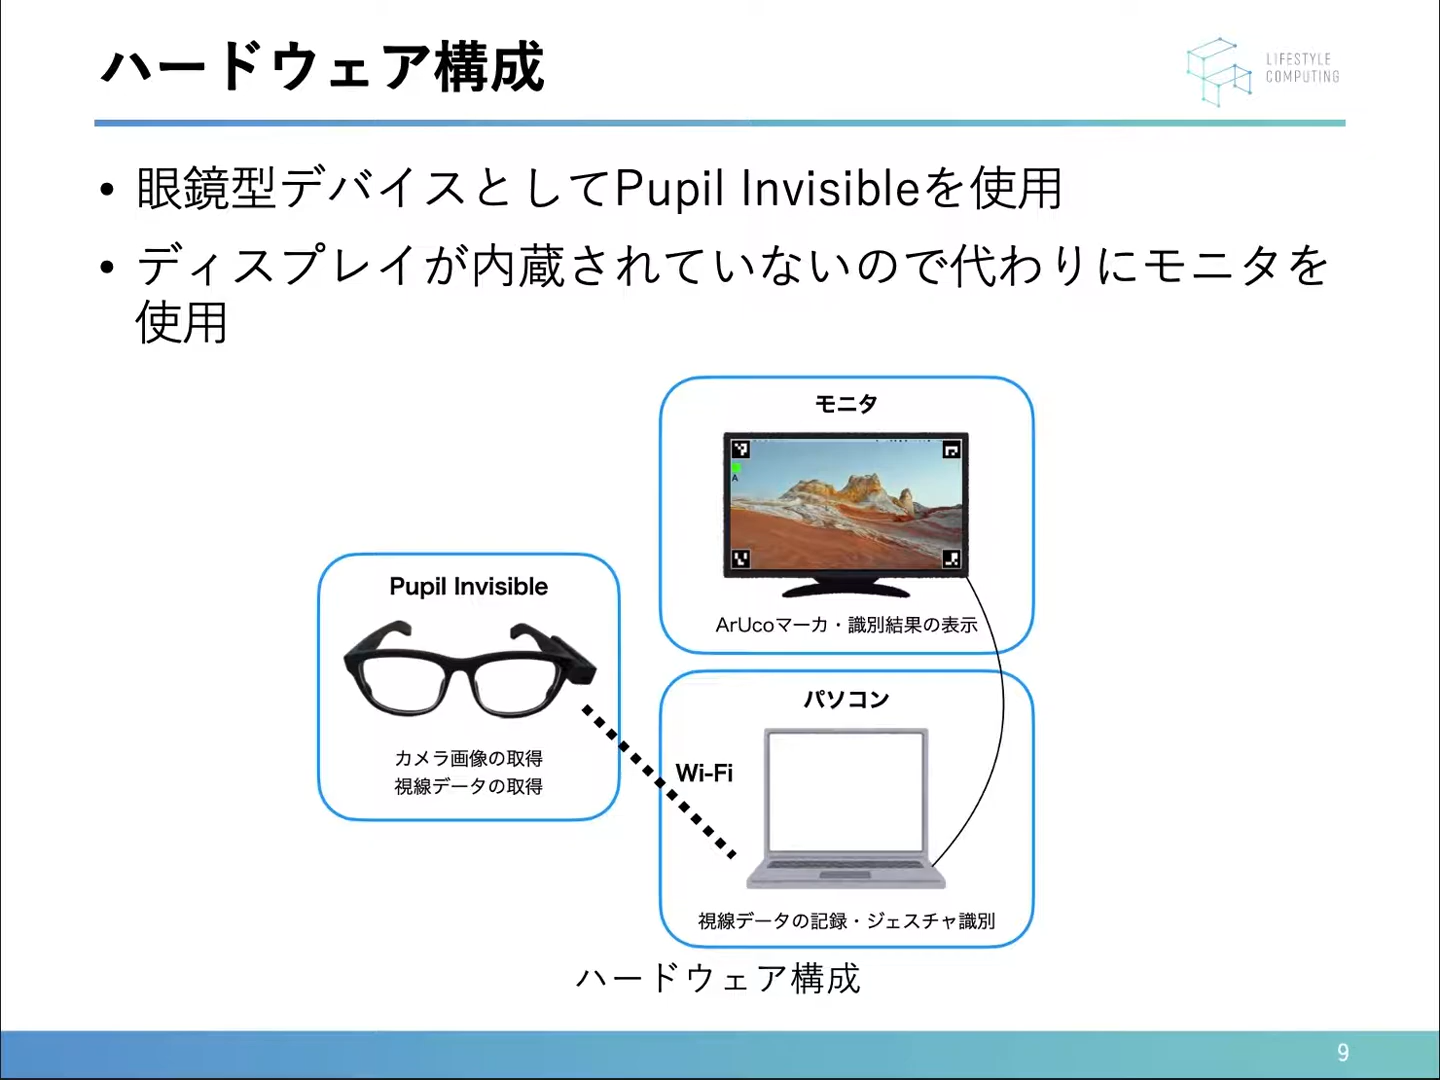 ハードウェア構成
LIFESTYLE
COMPUTING
• 眼鏡型デバイスとしてPupil Invisibleを使用
• ディスプレイが内蔵されていないので代わりにモニタを
使用
モニタ
A
ArUcoマーカ・識別結果の表示
Pupil Invisible
カメラ画像の取得
視線データの取得
Wi-Fi
パソコン
視線データの記録・ジェスチャ識別
ハードウェア構成
9